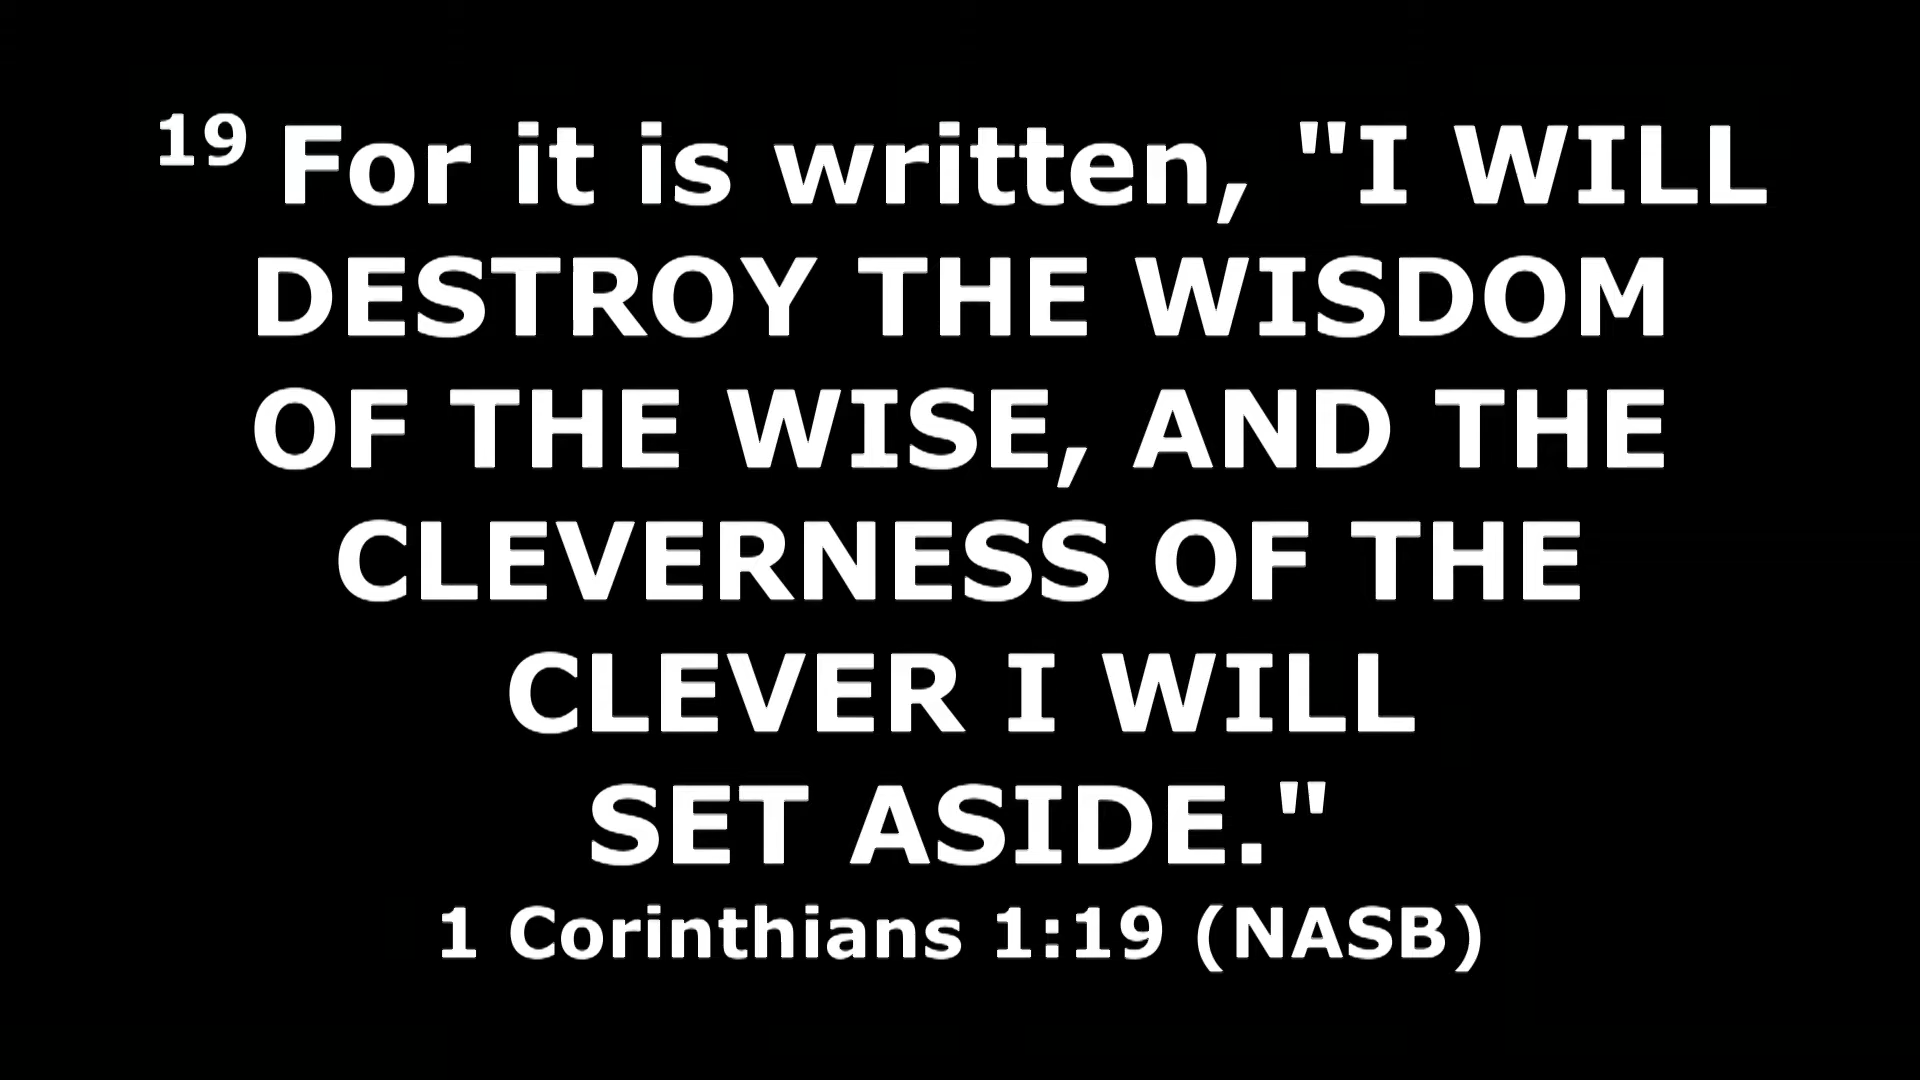 19 For it is written, "I WILL
DESTROY THE WISDOM
OF THE WISE, AND THE
CLEVERNESS OF THE
CLEVER I WILL
SET ASIDE."
1 Corinthians 1:19 (NASB)